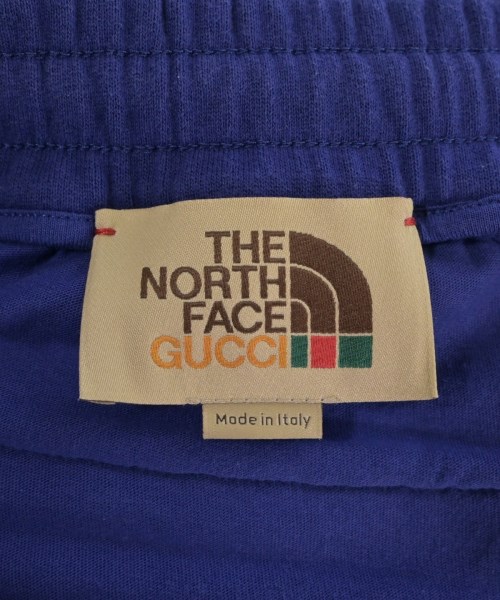 THE
NORTH
FACE
GUCCI
Made in Italy